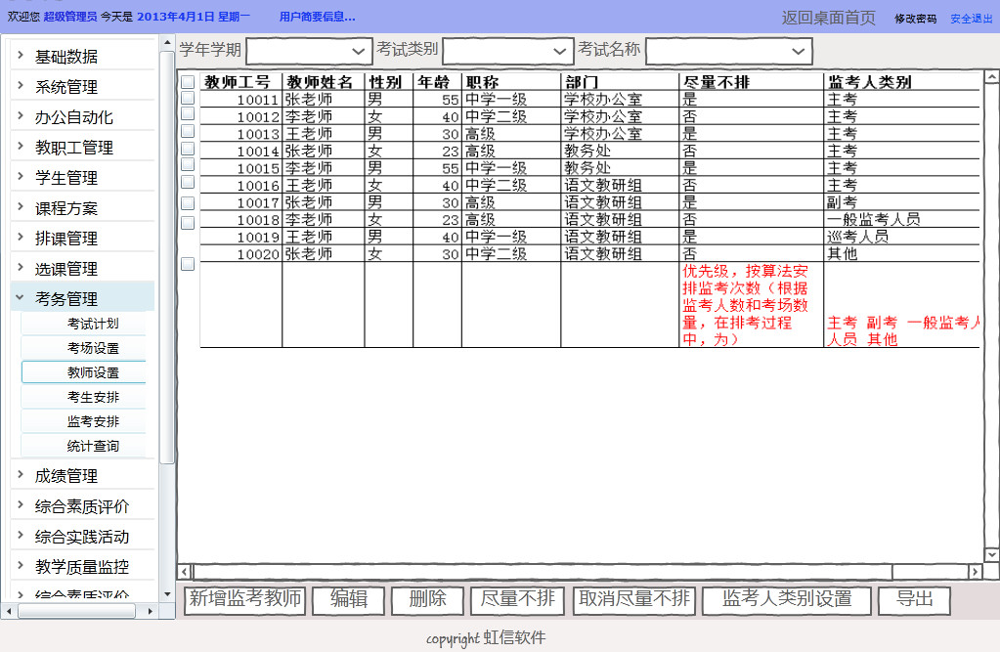 欢迎您 超级管理员 今天是 2013年4月1日 星期一 用户简要信息... 返回桌面首页 修改密码 安全退出
基础数据
系统管理
办公自动化
教职工管理
学生管理
课程方案
排课管理
选课管理
考务管理
考试计划
考场设置
教师设置
考生安排
监考安排
统计查询
成绩管理
综合素质评价
综合实践活动
教学质量监控
综合素质评价
学年学期 考试类别 考试名称
教师工号 教师姓名 性别 年龄 职称 部门 尽量不排 监考人类别
10011 张老师 男 55 中学一级 学校办公室 是 主考
10012 李老师 女 40 中学二级 学校办公室 否 主考
10013 王老师 男 30 高级 学校办公室 是 主考
10014 张老师 女 23 高级 教务处 否 主考
10015 李老师 男 55 中学一级 教务处 是 主考
10016 王老师 女 40 中学二级 语文教研组 否 主考
10017 张老师 男 30 高级 语文教研组 是 副考
10018 李老师 女 23 高级 语文教研组 否 一般监考人员
10019 王老师 男 40 中学一级 语文教研组 是 巡考人员
10020 张老师 女 30 中学二级 语文教研组 否 其他
优先级，按算法安
排监考次数（根据
监考人数和考场数
量，在排考过程
中，为）
主考 副考 一般监考人
人员 其他
新增监考教师 编辑 删除 尽量不排 取消尽量不排 监考人类别设置 导出
copyright 虹信软件